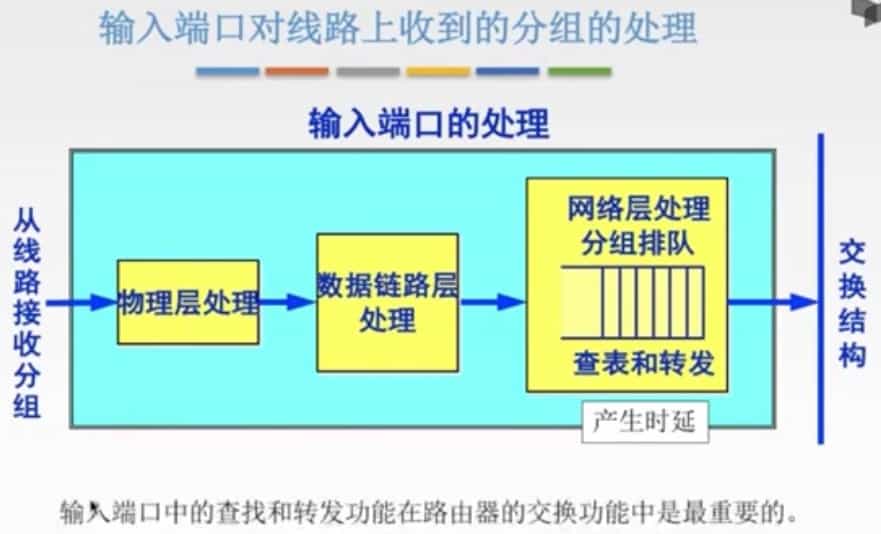 输入端口对线路上收到的分组的处理
输入端口的处理
从线路接收分组
物理层处理
数据链路层
处理
网络层处理
分组排队
查表和转发
产生时延
交换结构
输入端口中的查找和转发功能在路由器的交换功能中是最重要的。